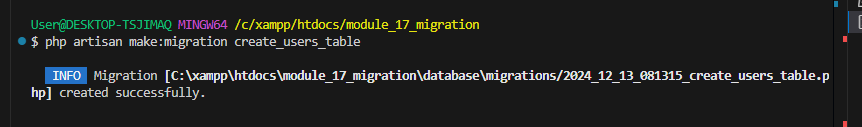 User@DESKTOP-TSJIMAQ MINGW64 /c/xampp/htdocs/module_17_migration
$ php artisan make:migration create_users_table
INFO Migration [C:\xampp\htdocs\module_17_migration\database\migrations/2024_12_13_081315_create_users_table.p
hp] created successfully.